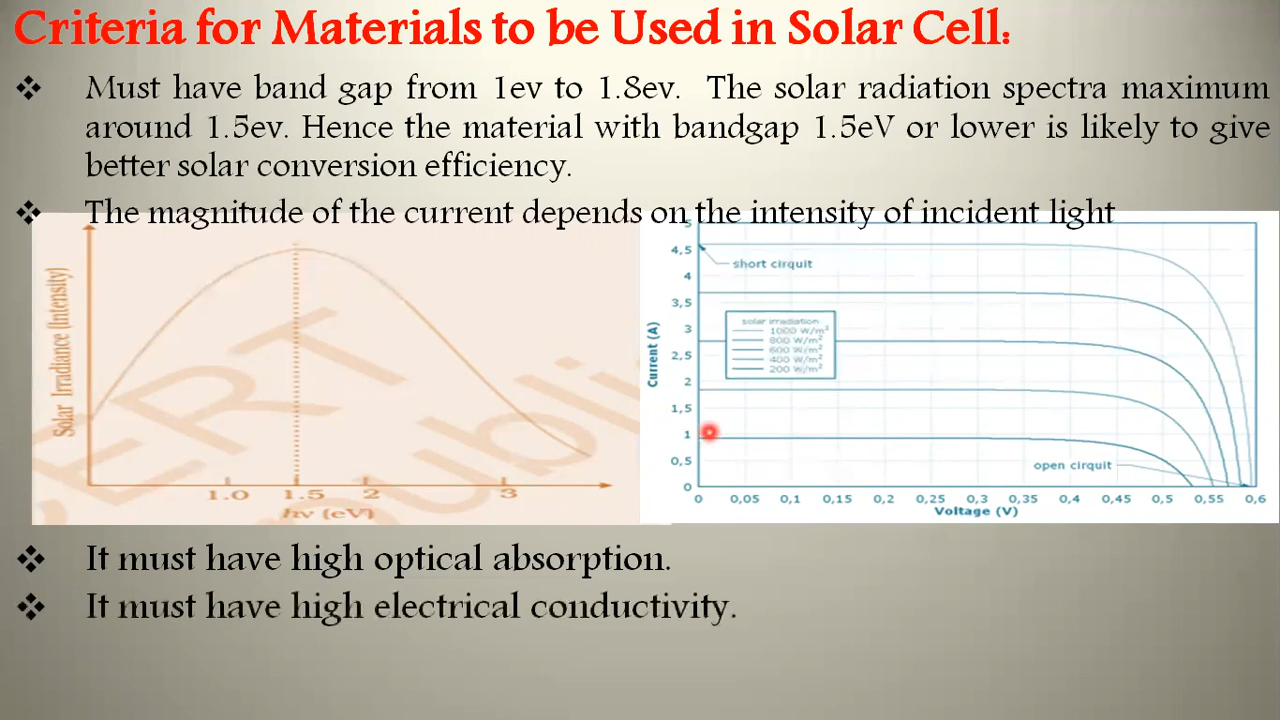 Criteria for Materials to be Used in Solar Cell:
❖ Must have band gap from 1ev to 1.8ev. The solar radiation spectra maximum
around 1.5ev. Hence the material with bandgap 1.5eV or lower is likely to give
better solar conversion efficiency.
❖ The magnitude of the current depends on the intensity of incident light
Solar Irradiance (Intensity)
1.0 1.5 2 3
hν (eV)
Current (A)
5
4,5
4
3,5
3
2,5
2
1,5
1
0,5
0
short cirquit
solar irradiation
1000 W/m²
800 W/m²
600 W/m²
400 W/m²
200 W/m²
open cirquit
0 0,05 0,1 0,15 0,2 0,25 0,3 0,35 0,4 0,45 0,5 0,55 0,6
Voltage (V)
❖ It must have high optical absorption.
❖ It must have high electrical conductivity.